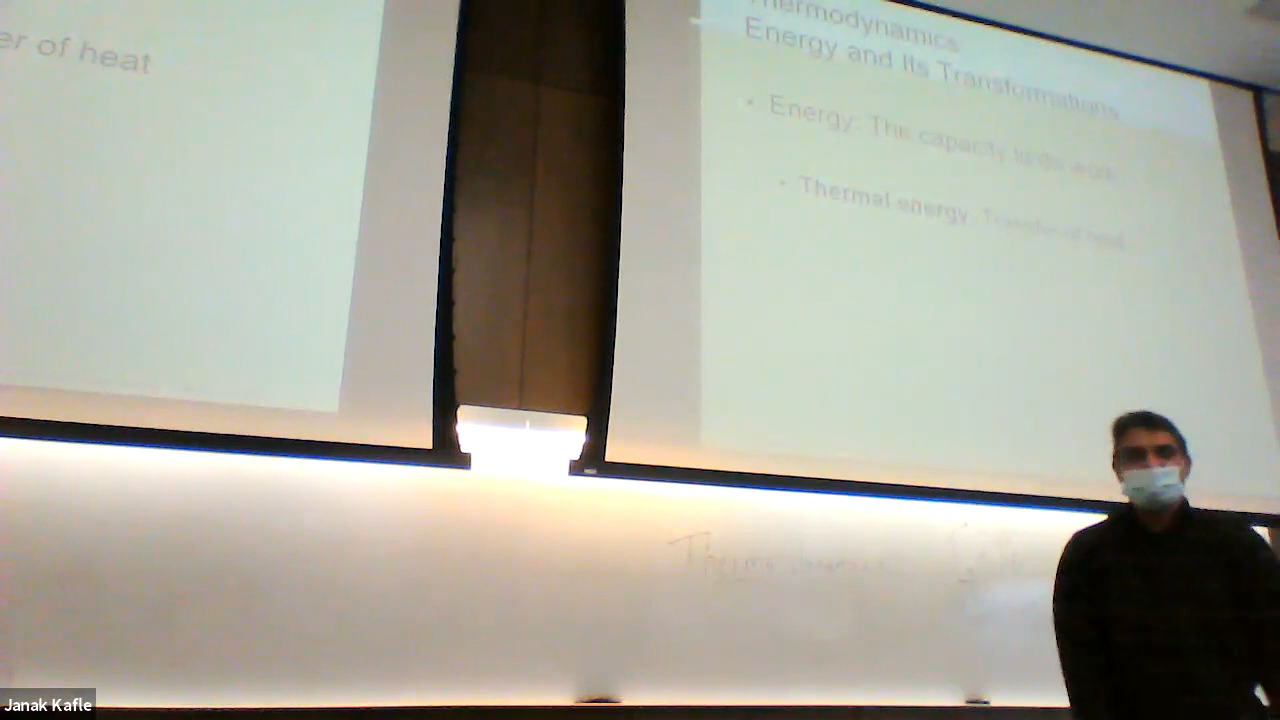 er of heat
Thermodynamics
Energy and Its Transformations
• Energy: The capacity to do work
• Thermal energy: Transfer of heat
Thermo
Janak Kafle